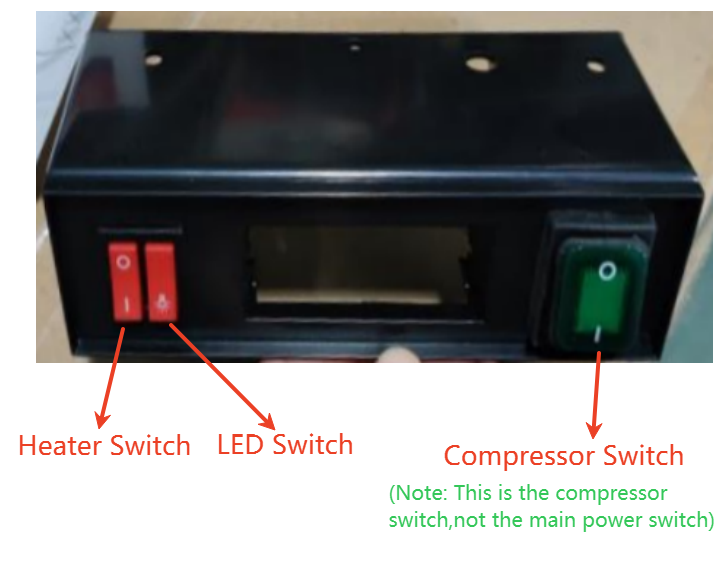 O
O
I
I
Heater Switch
LED Switch
Compressor Switch
(Note: This is the compressor
switch,not the main power switch)